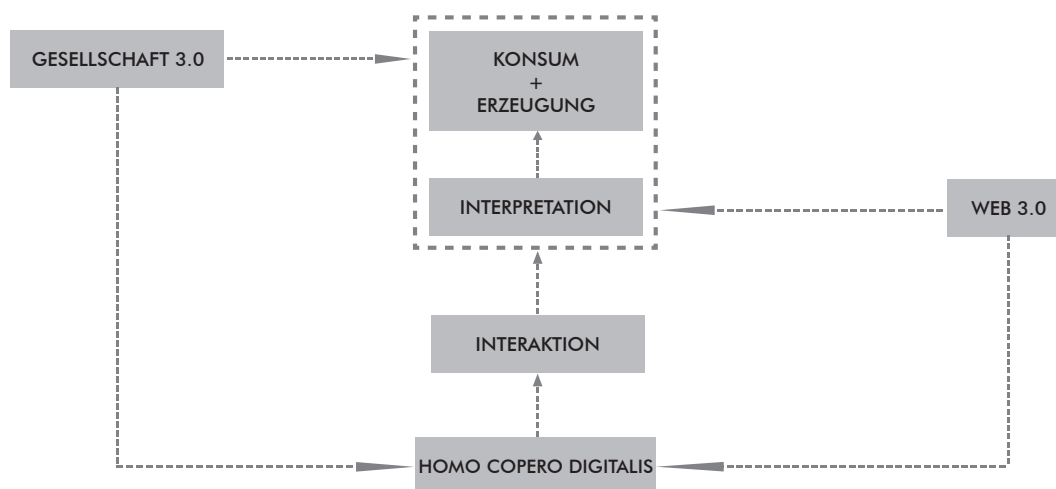 GESELLSCHAFT 3.0
KONSUM
+
ERZEUGUNG
INTERPRETATION
WEB 3.0
INTERAKTION
HOMO COPERO DIGITALIS